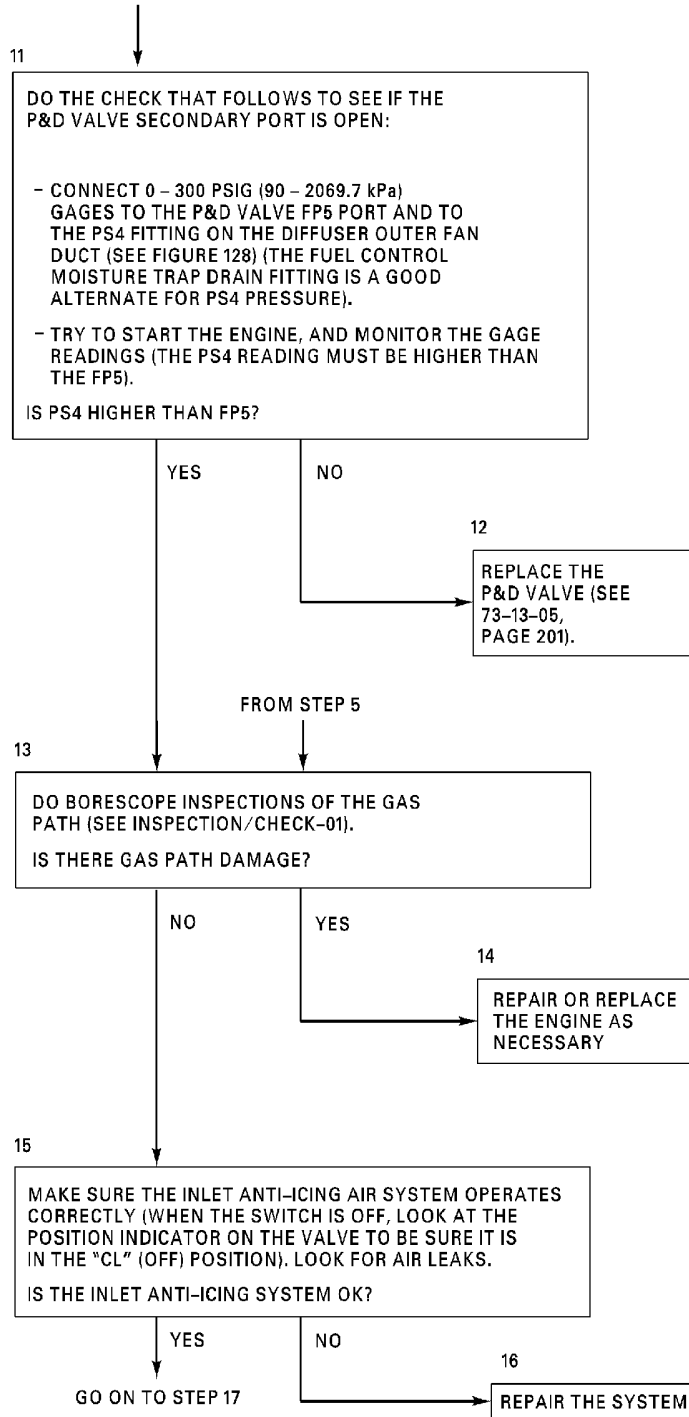 11
DO THE CHECK THAT FOLLOWS TO SEE IF THE
P&D VALVE SECONDARY PORT IS OPEN:
– CONNECT 0 – 300 PSIG (90 – 2069.7 kPa)
GAGES TO THE P&D VALVE FP5 PORT AND TO
THE PS4 FITTING ON THE DIFFUSER OUTER FAN
DUCT (SEE FIGURE 128) (THE FUEL CONTROL
MOISTURE TRAP DRAIN FITTING IS A GOOD
ALTERNATE FOR PS4 PRESSURE).
– TRY TO START THE ENGINE, AND MONITOR THE GAGE
READINGS (THE PS4 READING MUST BE HIGHER THAN
THE FP5).
IS PS4 HIGHER THAN FP5?
YES
NO
12
REPLACE THE
P&D VALVE (SEE
73–13–05,
PAGE 201).
FROM STEP 5
13
DO BORESCOPE INSPECTIONS OF THE GAS
PATH (SEE INSPECTION/CHECK–01).
IS THERE GAS PATH DAMAGE?
NO
YES
14
REPAIR OR REPLACE
THE ENGINE AS
NECESSARY
15
MAKE SURE THE INLET ANTI–ICING AIR SYSTEM OPERATES
CORRECTLY (WHEN THE SWITCH IS OFF, LOOK AT THE
POSITION INDICATOR ON THE VALVE TO BE SURE IT IS
IN THE "CL" (OFF) POSITION). LOOK FOR AIR LEAKS.
IS THE INLET ANTI–ICING SYSTEM OK?
YES
NO
GO ON TO STEP 17
16
REPAIR THE SYSTEM